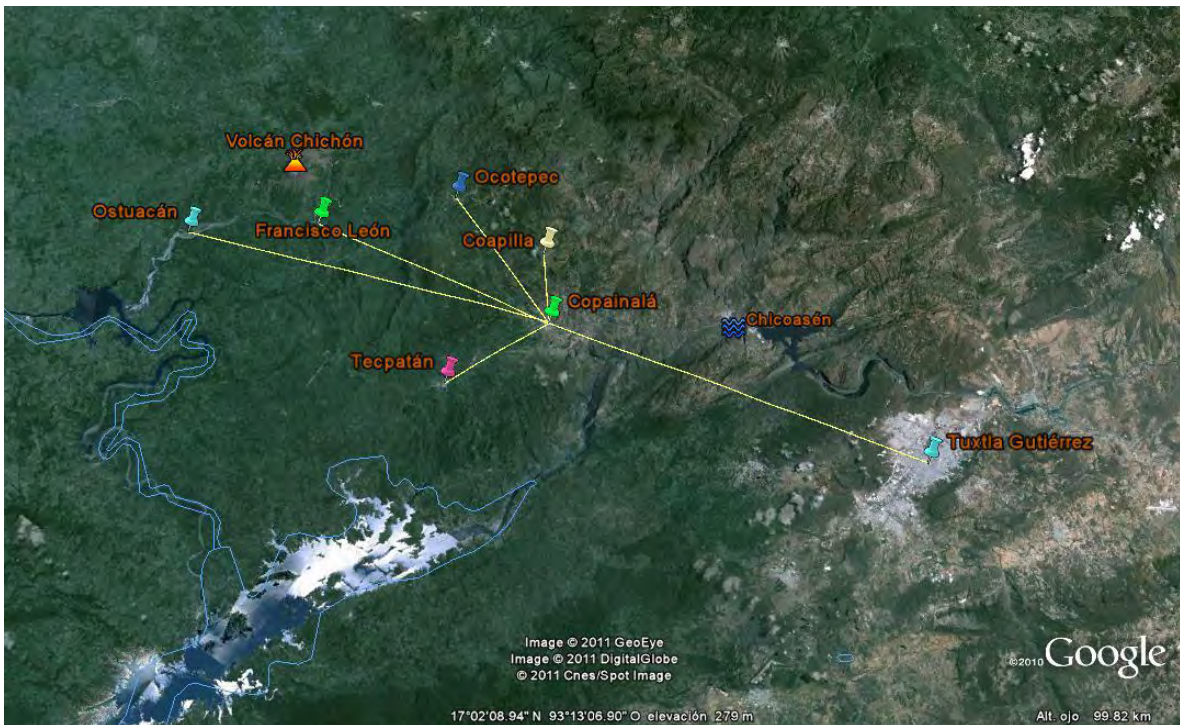 Volcán Chichón
Ocotepec
Ostuacán
Francisco León
Coapilla
Copainalá
Chicoasén
Tecpatán
Tuxtla Gutiérrez
Image © 2011 GeoEye
Image © 2011 DigitalGlobe
© 2011 Cnes/Spot Image
©2010 Google
17°02'08.94" N 93°13'06.90" O elevación 279 m
Alt. ojo 99.82 km